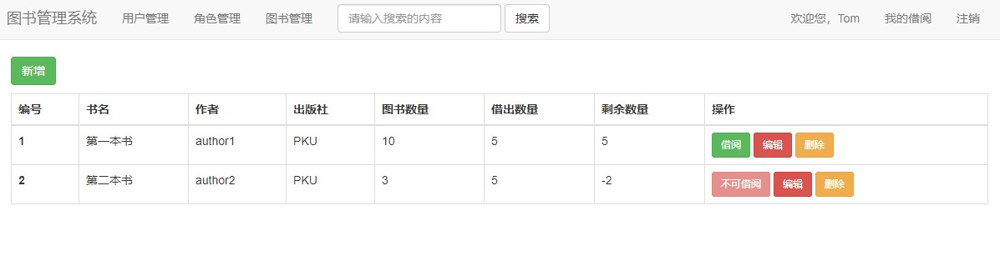 图书管理系统 用户管理 角色管理 图书管理 请输入搜索的内容 搜索 欢迎您，Tom 我的借阅 注销
新增
编号 书名 作者 出版社 图书数量 借出数量 剩余数量 操作
1 第一本书 author1 PKU 10 5 5 借阅 编辑 删除
2 第二本书 author2 PKU 3 5 -2 不可借阅 编辑 删除